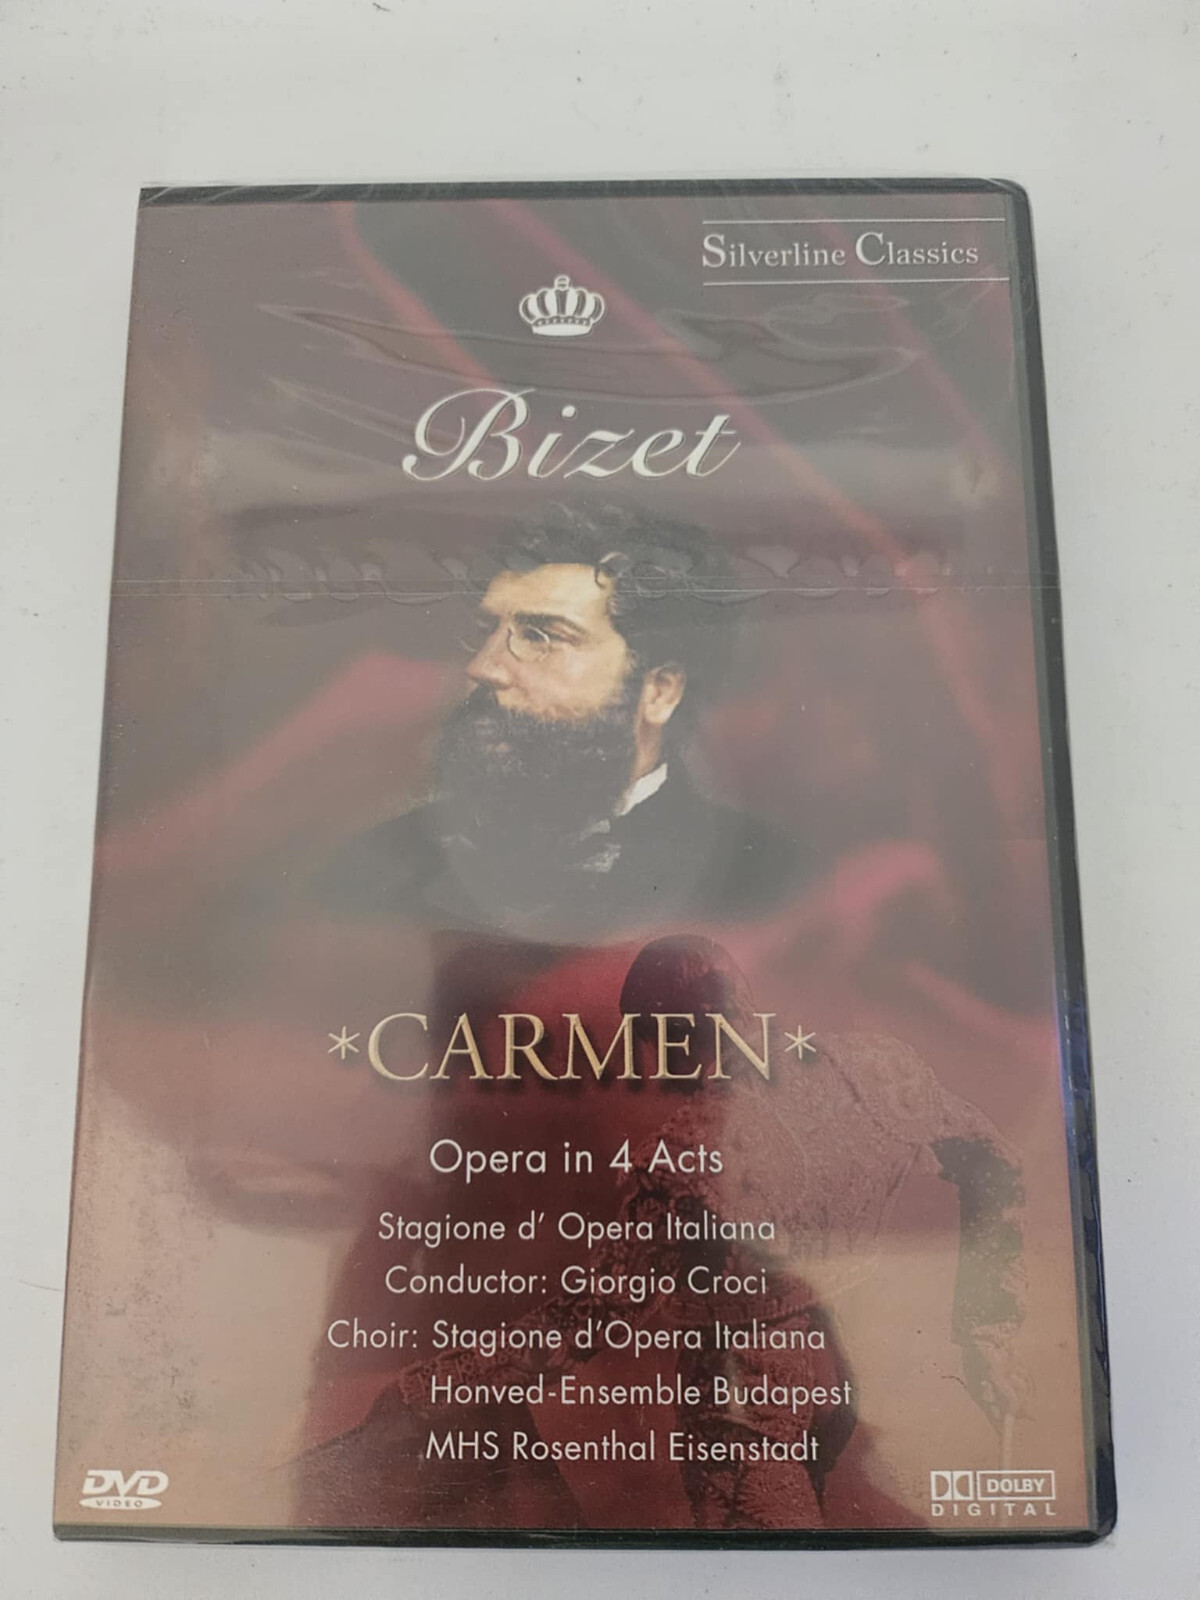 Silverline Classics
Bizet
*CARMEN*
Opera in 4 Acts
Stagione d' Opera Italiana
Conductor: Giorgio Croci
Choir: Stagione d'Opera Italiana
Honved-Ensemble Budapest
MHS Rosenthal Eisenstadt
DVD
VIDEO
DOLBY
DIGITAL